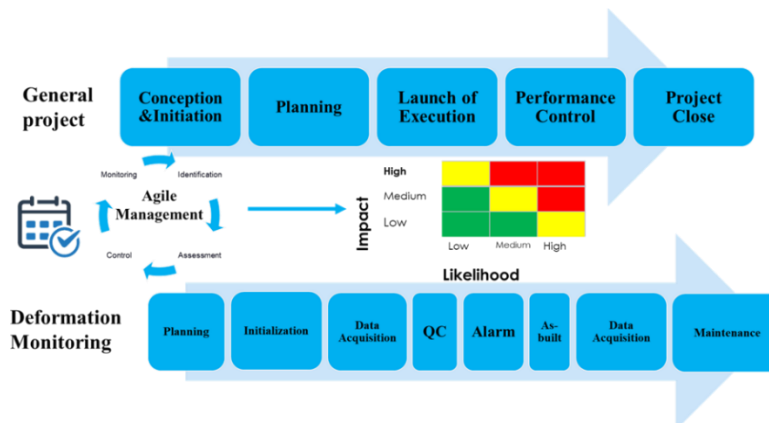 General
project
Conception
&Initiation
Planning
Launch of
Execution
Performance
Control
Project
Close
Monitoring
Identification
Agile
Management
Control
Assessment
Impact
High
Medium
Low
Low
Medium
High
Likelihood
Deformation
Monitoring
Planning
Initialization
Data
Acquisition
QC
Alarm
As-
built
Data
Acquisition
Maintenance